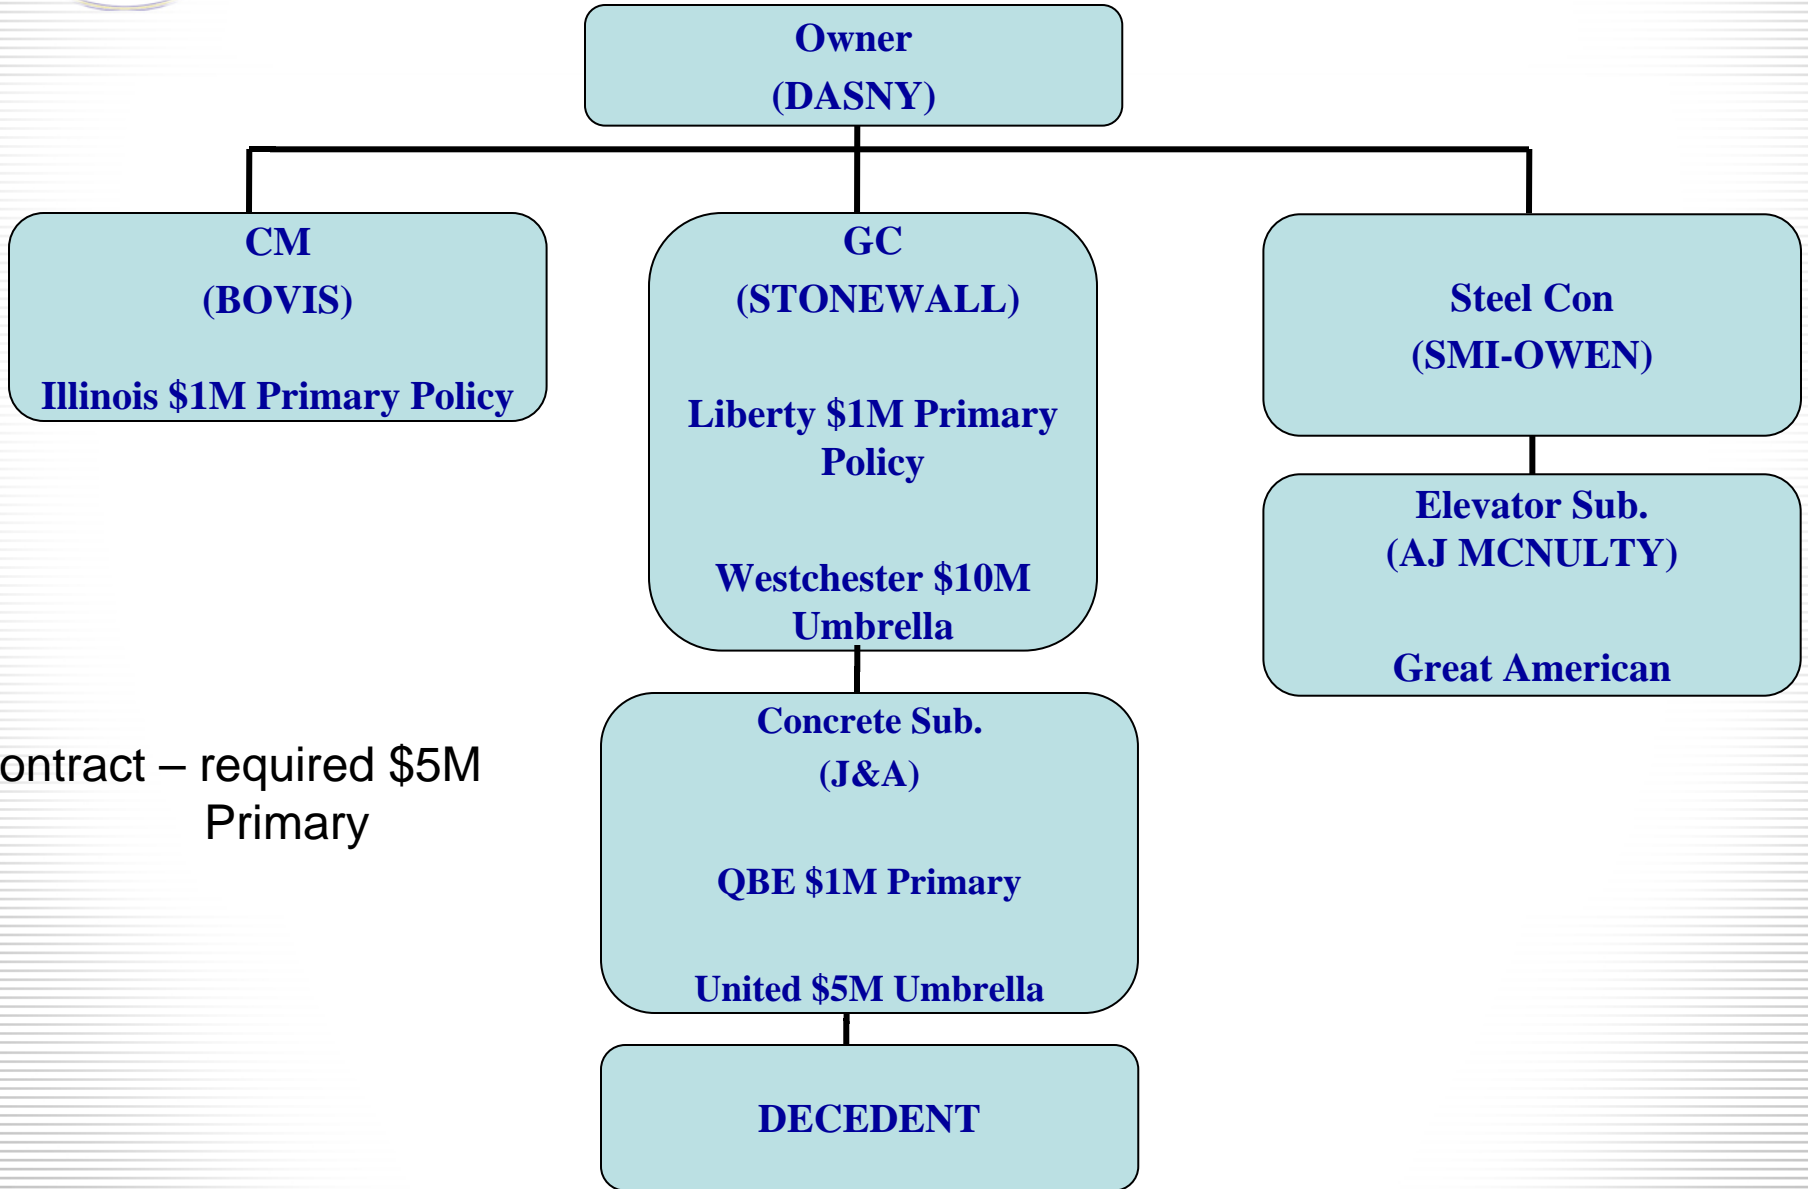 Owner
(DASNY)
CM
(BOVIS)
Illinois $1M Primary Policy
GC
(STONEWALL)
Liberty $1M Primary
Policy
Westchester $10M
Umbrella
Steel Con
(SMI-OWEN)
Elevator Sub.
(AJ MCNULTY)
Great American
ontract – required $5M
Primary
Concrete Sub.
(J&A)
QBE $1M Primary
United $5M Umbrella
DECEDENT